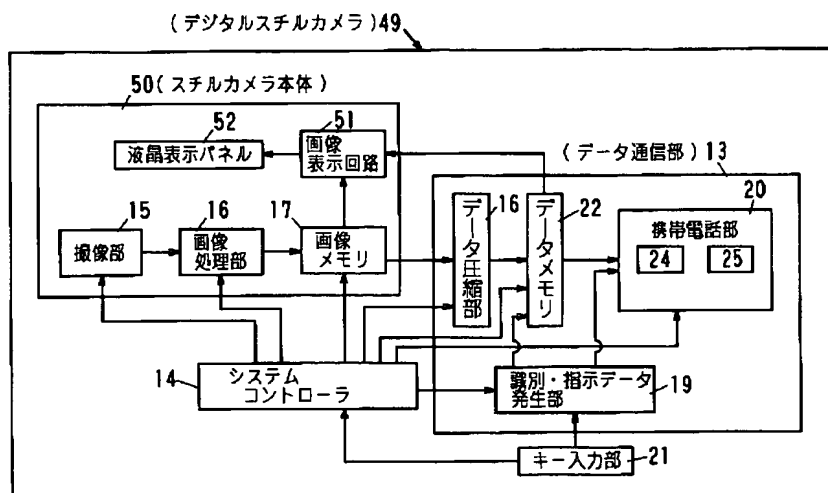 (デジタルスチルカメラ)49
50(スチルカメラ本体)
52
液晶表示パネル
51
画像
表示回路
(データ通信部)13
15
撮像部
16
画像
処理部
17
画像
メモリ
16
データ圧縮部
22
データメモリ
20
携帯電話部
24
25
14
システム
コントローラ
識別・指示データ
発生部
19
キー入力部
21